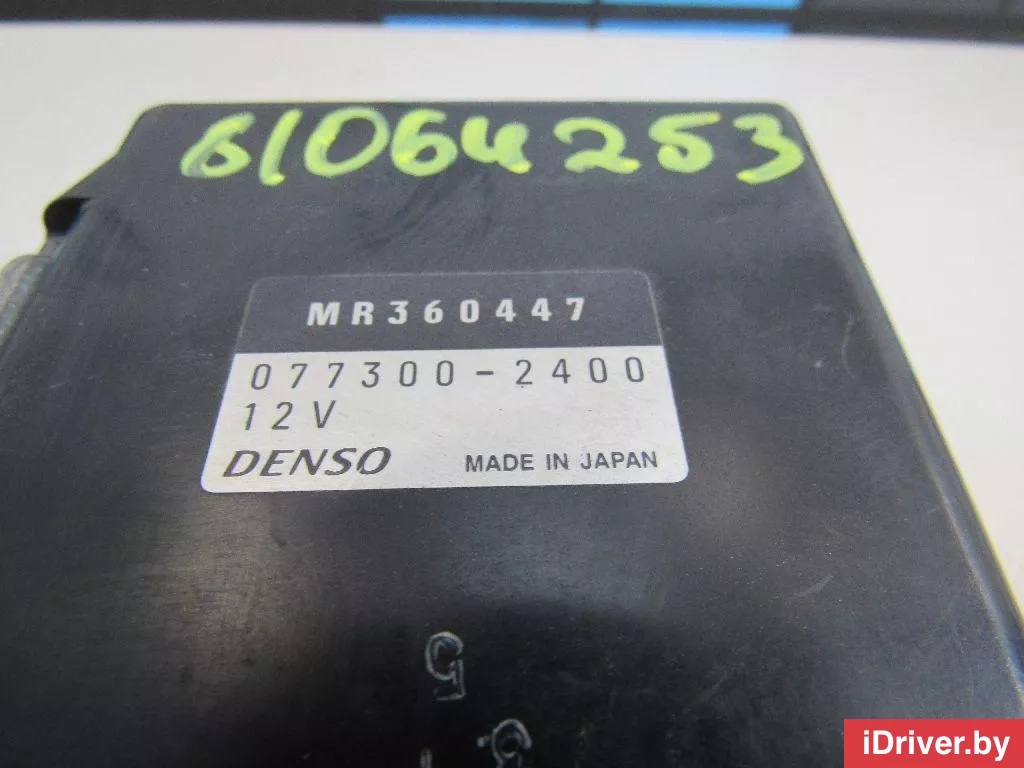 61064253
MR360447
077300-2400
12V
DENSO MADE IN JAPAN
iDriver.by